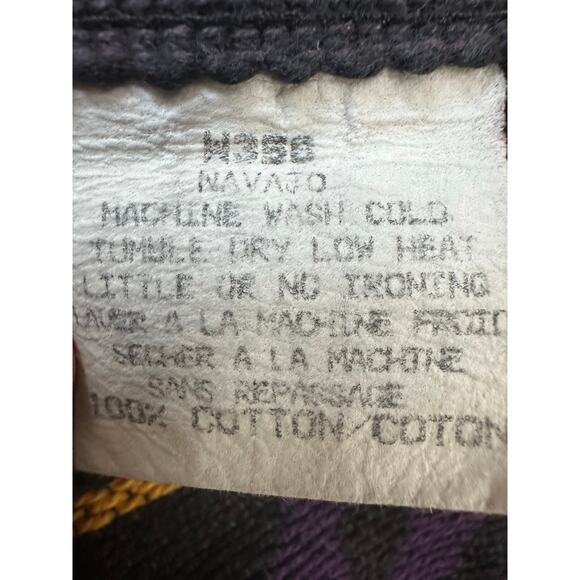 NAVAJO
MACHINE WASH COLD
TUMBLE DRY LOW HEAT
LITTLE OR NO IRONING
LAVER A LA MACHINE FROID
SECHER A LA MACHINE
SANS REPASSAGE
100% COTTON/COTON